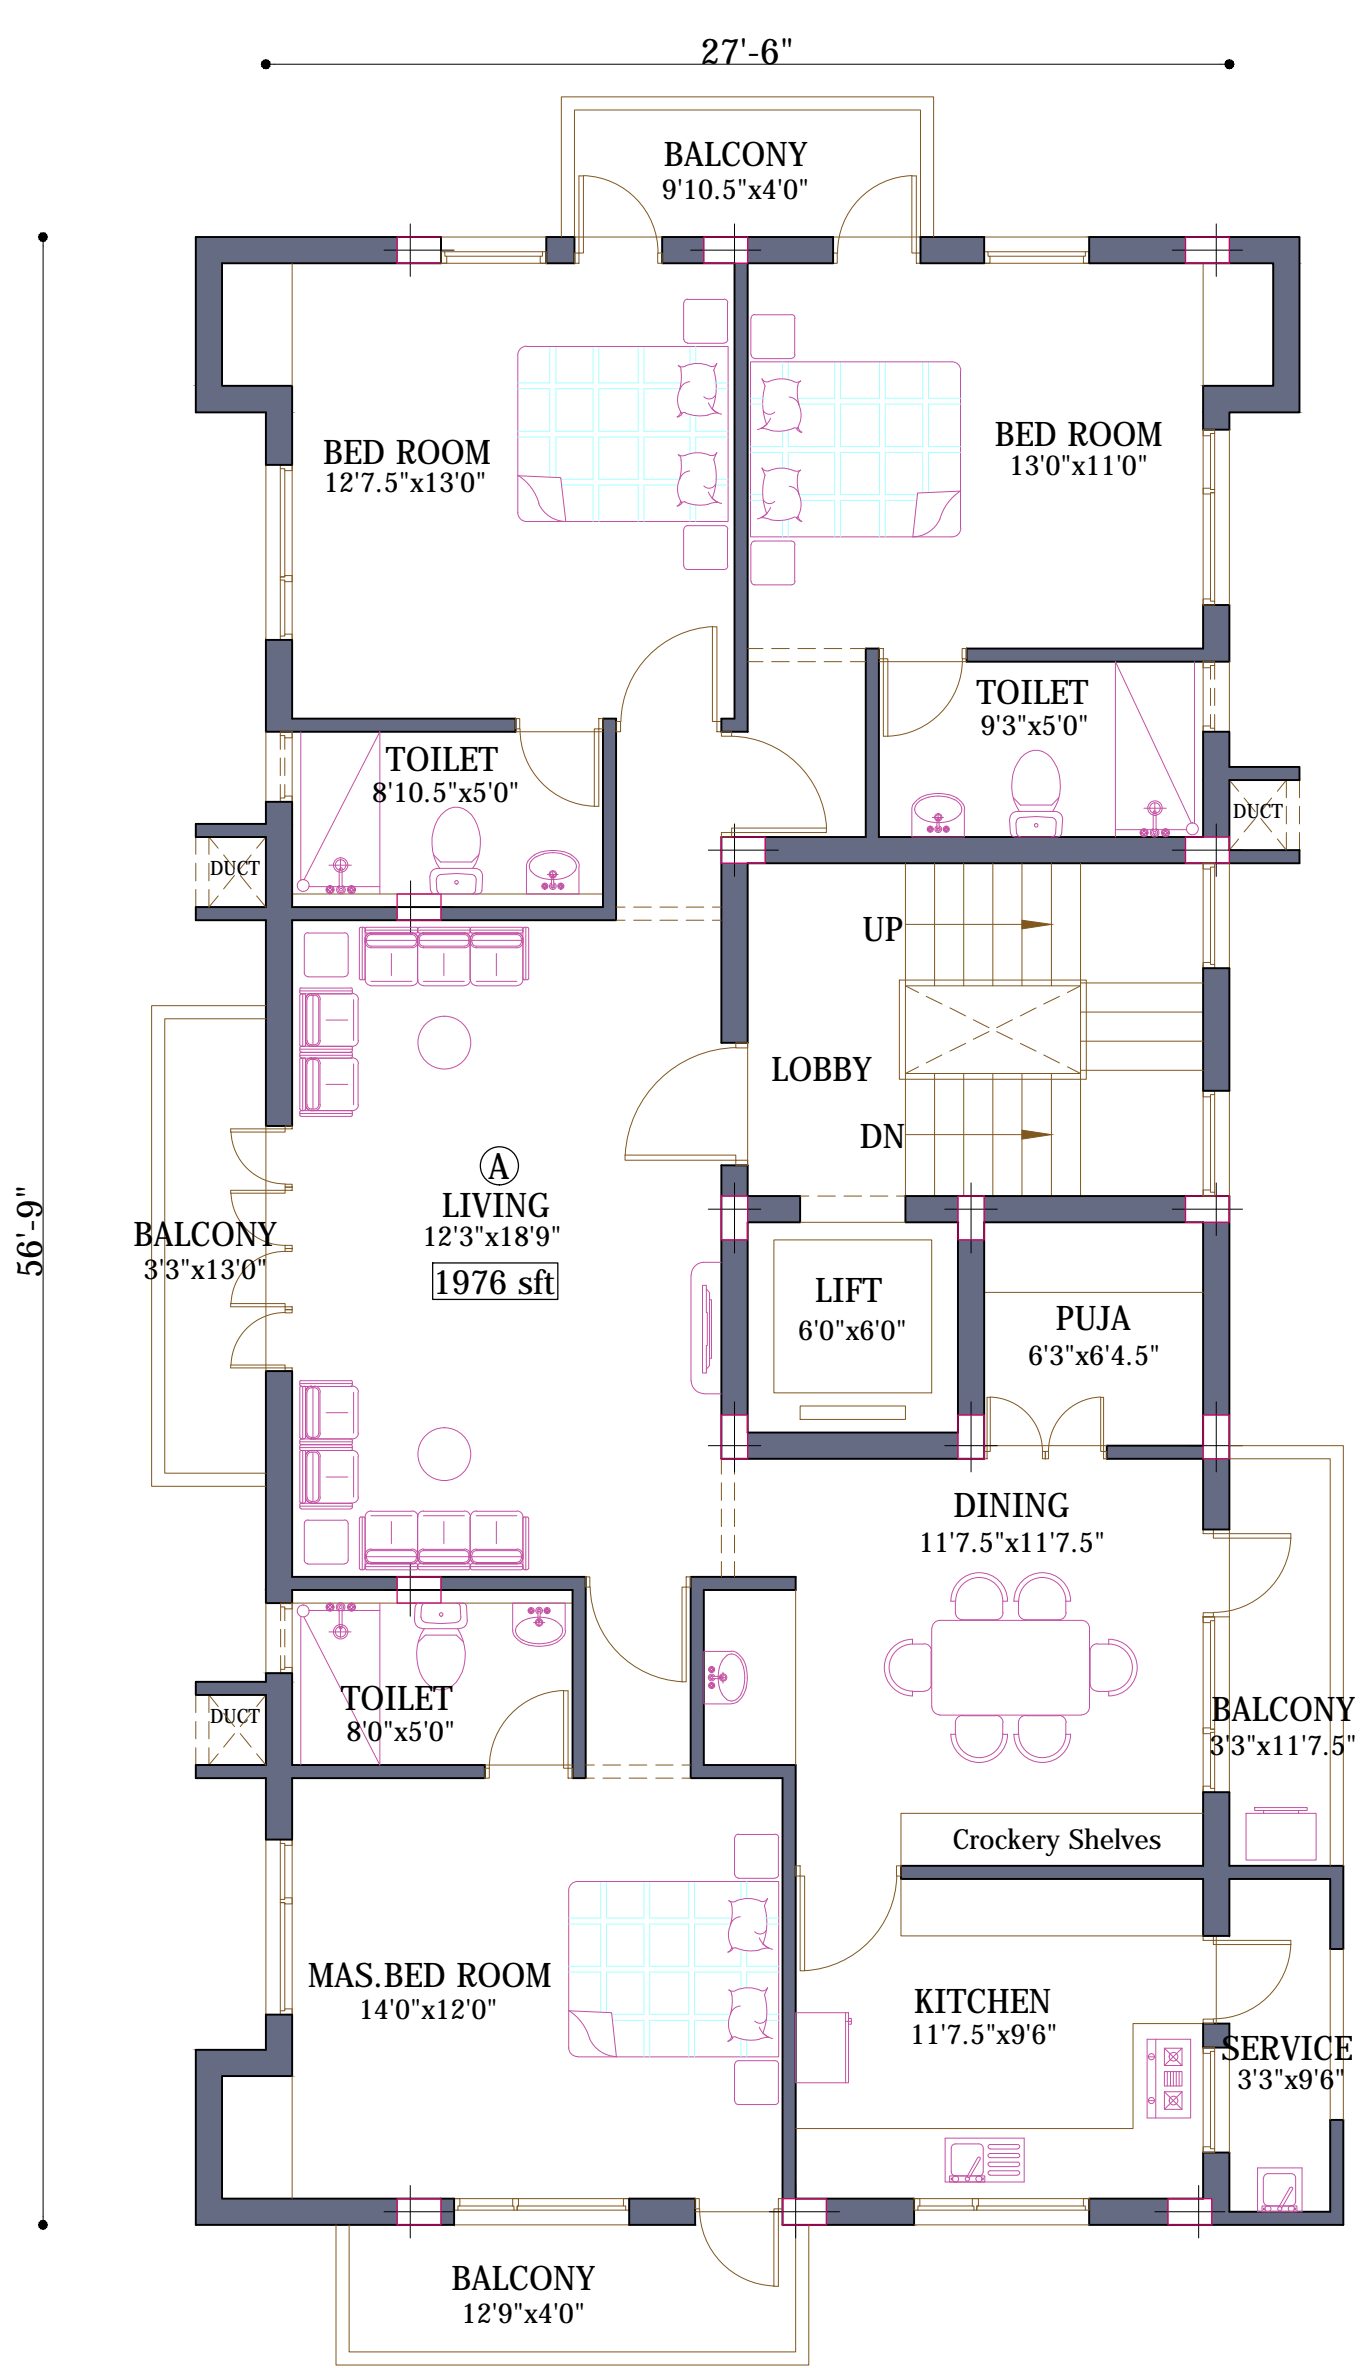 27'-6"
BALCONY
9'10.5"x4'0"
BED ROOM
12'7.5"x13'0"
BED ROOM
13'0"x11'0"
TOILET
9'3"x5'0"
TOILET
8'10.5"x5'0"
DUCT
DUCT
UP
LOBBY
DN
A
LIVING
12'3"x18'9"
1976 sft
BALCONY
3'3"x13'0"
56'-9"
LIFT
6'0"x6'0"
PUJA
6'3"x6'4.5"
DINING
11'7.5"x11'7.5"
TOILET
8'0"x5'0"
DUCT
BALCONY
3'3"x11'7.5"
Crockery Shelves
MAS.BED ROOM
14'0"x12'0"
KITCHEN
11'7.5"x9'6"
SERVICE
3'3"x9'6"
BALCONY
12'9"x4'0"